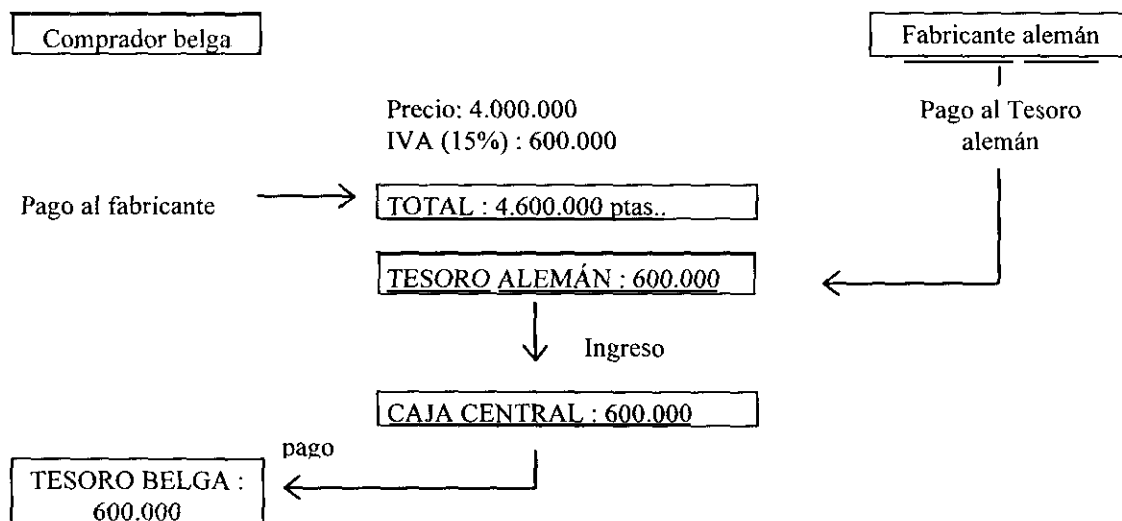 Comprador belga
Fabricante alemán
Precio: 4.000.000
IVA (15%) : 600.000
Pago al Tesoro
alemán
Pago al fabricante
TOTAL : 4.600.000 ptas..
TESORO ALEMÁN : 600.000
Ingreso
CAJA CENTRAL : 600.000
pago
TESORO BELGA :
600.000